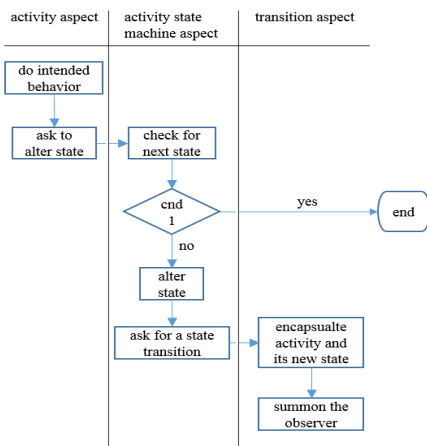 activity aspect
activity state
machine aspect
transition aspect
do intended
behavior
ask to
alter state
check for
next state
cnd
1
yes
end
no
alter
state
ask for a state
transition
encapsualte
activity and
its new state
summon the
observer